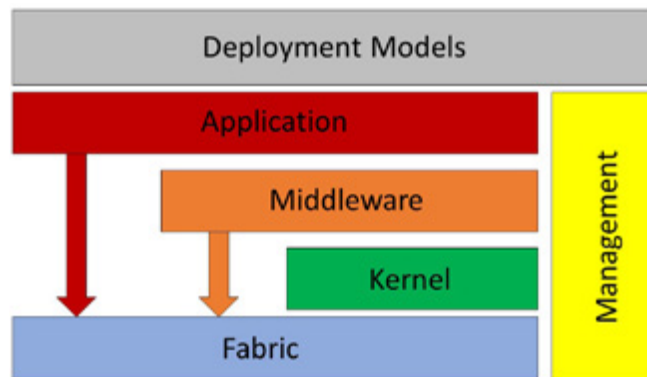 Deployment Models
Application
Middleware
Kernel
Fabric
Management